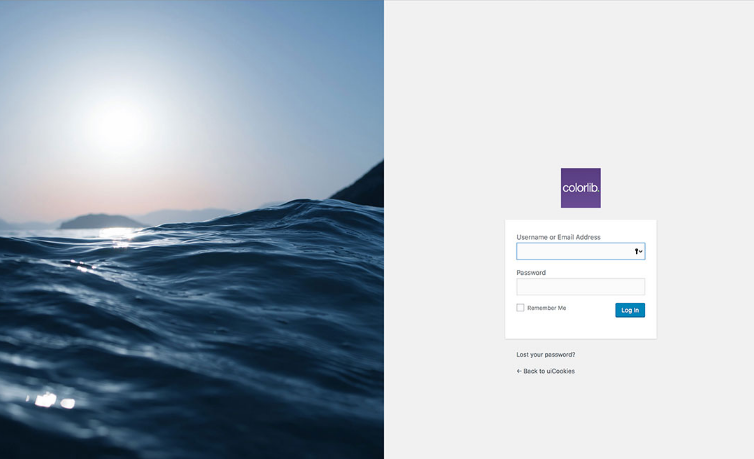 colorlib.
Username or Email Address
Password
Remember Me
Log In
Lost your password?
← Back to uiCookies